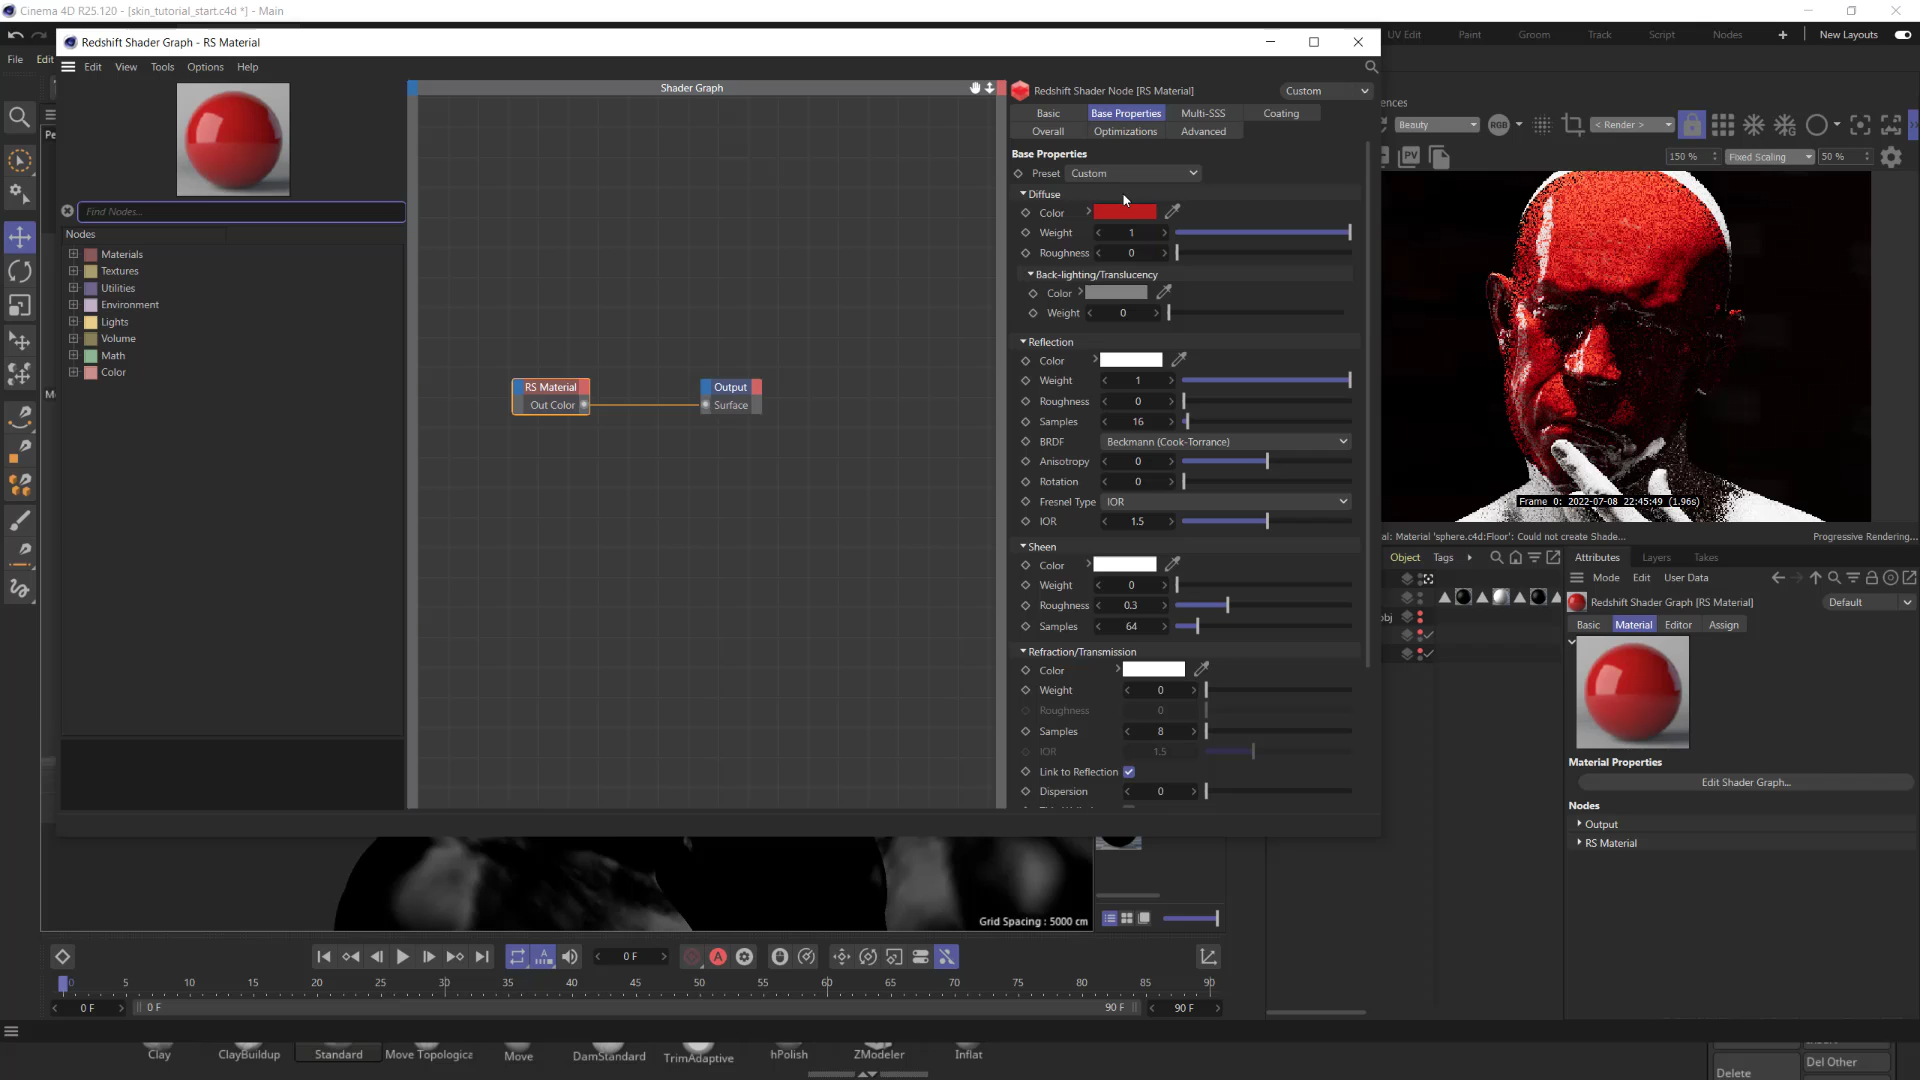 Cinema 4D R25.120 - [skin_tutorial_start.c4d *] - Main
UV Edit Paint Groom Track Script Nodes New Layouts
File Edit
Redshift Shader Graph - RS Material
Edit View Tools Options Help
Find Nodes...
Nodes
Materials
Textures
Utilities
Environment
Lights
Volume
Math
Color
Shader Graph
RS Material
Out Color
Output
Surface
Redshift Shader Node [RS Material] Custom
Basic Base Properties Multi-SSS Coating
Overall Optimizations Advanced
Base Properties
Preset Custom
Diffuse
Color
Weight 1
Roughness 0
Back-lighting/Translucency
Color
Weight 0
Reflection
Color
Weight 1
Roughness 0
Samples 16
BRDF Beckmann (Cook-Torrance)
Anisotropy 0
Rotation 0
Fresnel Type IOR
IOR 1.5
Sheen
Color
Weight 0
Roughness 0.3
Samples 64
Refraction/Transmission
Color
Weight 0
Roughness 0
Samples 8
IOR 1.5
Link to Reflection
Dispersion 0
Beauty RGB < Render >
PV 150 % Fixed Scaling 50 %
Frame 0: 2022-07-08 22:45:49 (1.96s)
al: Material 'sphere.c4d:Floor': Could not create Shade... Progressive Rendering...
Object Tags
Attributes Layers Takes
Mode Edit User Data
Redshift Shader Graph [RS Material] Default
Basic Material Editor Assign
Material Properties
Edit Shader Graph...
Nodes
Output
RS Material
Grid Spacing : 5000 cm
0 F
0 5 10 15 20 25 30 35 40 45 50 55 60 65 70 75 80 85 90
0 F 0 F 90 F 90 F
Clay ClayBuildup Standard Move Topologica Move DamStandard TrimAdaptive hPolish ZModeler Inflat
Del Other
Delete